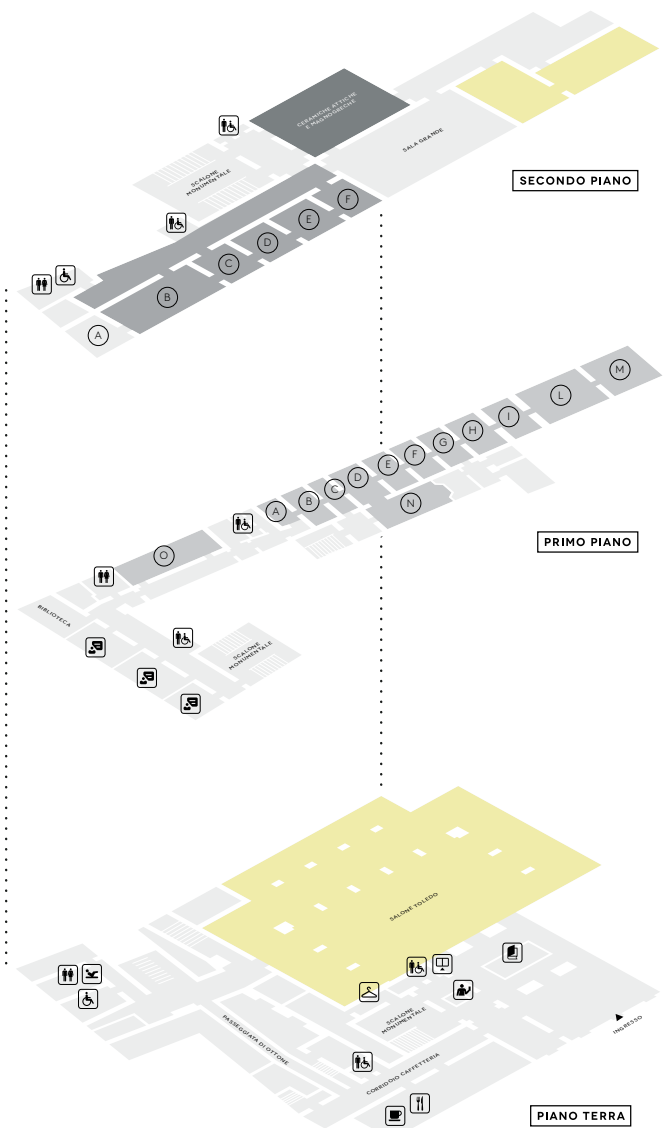 CERAMICHE ATTICHE
E MAGNOGRECHE
SALA GRANDE
SCALONE
MONUMENTALE
SECONDO PIANO
F
E
D
C
B
A
M
L
I
H
G
F
E
D
C
B
A
N
O
PRIMO PIANO
BIBLIOTECA
SCALONE
MONUMENTALE
SALONE TOLEDO
SCALONE
MONUMENTALE
PASSEGGIATA DI OTTONE
INGRESSO
CORRIDOIO CAFFETTERIA
PIANO TERRA